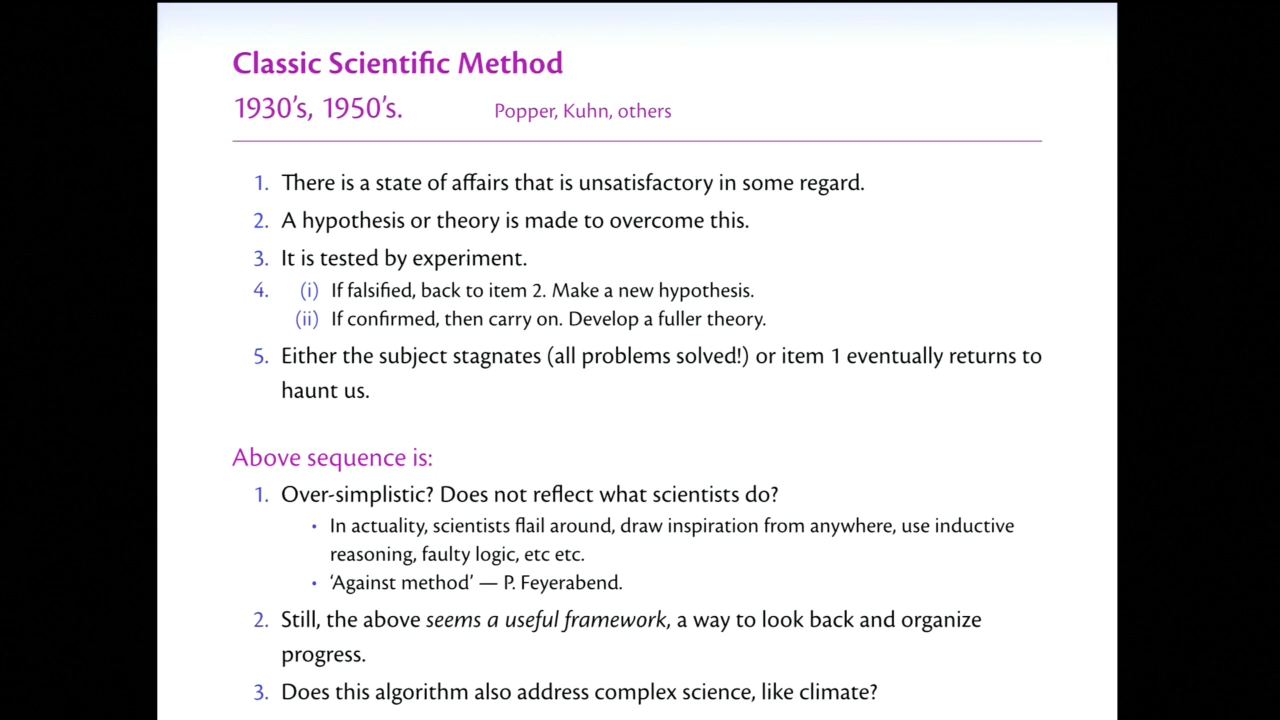 Classic Scientific Method
1930’s, 1950’s. Popper, Kuhn, others
1. There is a state of affairs that is unsatisfactory in some regard.
2. A hypothesis or theory is made to overcome this.
3. It is tested by experiment.
4. (i) If falsified, back to item 2. Make a new hypothesis.
(ii) If confirmed, then carry on. Develop a fuller theory.
5. Either the subject stagnates (all problems solved!) or item 1 eventually returns to
haunt us.
Above sequence is:
1. Over-simplistic? Does not reflect what scientists do?
• In actuality, scientists flail around, draw inspiration from anywhere, use inductive
reasoning, faulty logic, etc etc.
• ‘Against method’ — P. Feyerabend.
2. Still, the above seems a useful framework, a way to look back and organize
progress.
3. Does this algorithm also address complex science, like climate?